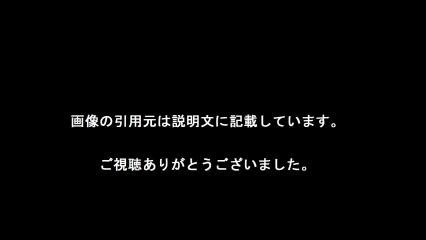 画像の引用元は説明文に記載しています。
ご視聴ありがとうございました。